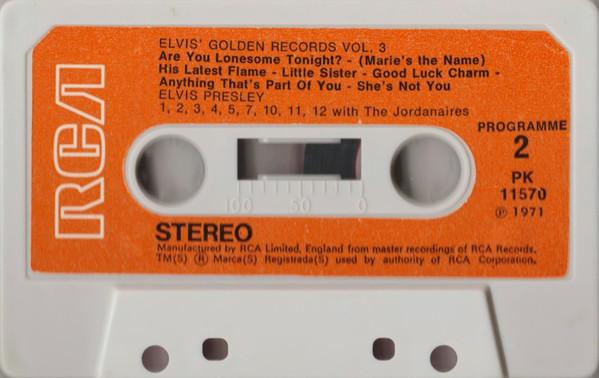 ELVIS' GOLDEN RECORDS VOL. 3
Are You Lonesome Tonight? - (Marie's the Name)
His Latest Flame - Little Sister - Good Luck Charm -
Anything That's Part Of You - She's Not You
ELVIS PRESLEY
1, 2, 3, 4, 5, 7, 10, 11, 12 with The Jordanaires
RCA
PROGRAMME
2
PK
11570
℗ 1971
100 50 0
STEREO
Manufactured by RCA Limited, England from master recordings of RCA Records.
TM(S) ® Marca(S) Registrada(S) used by authority of RCA Corporation.